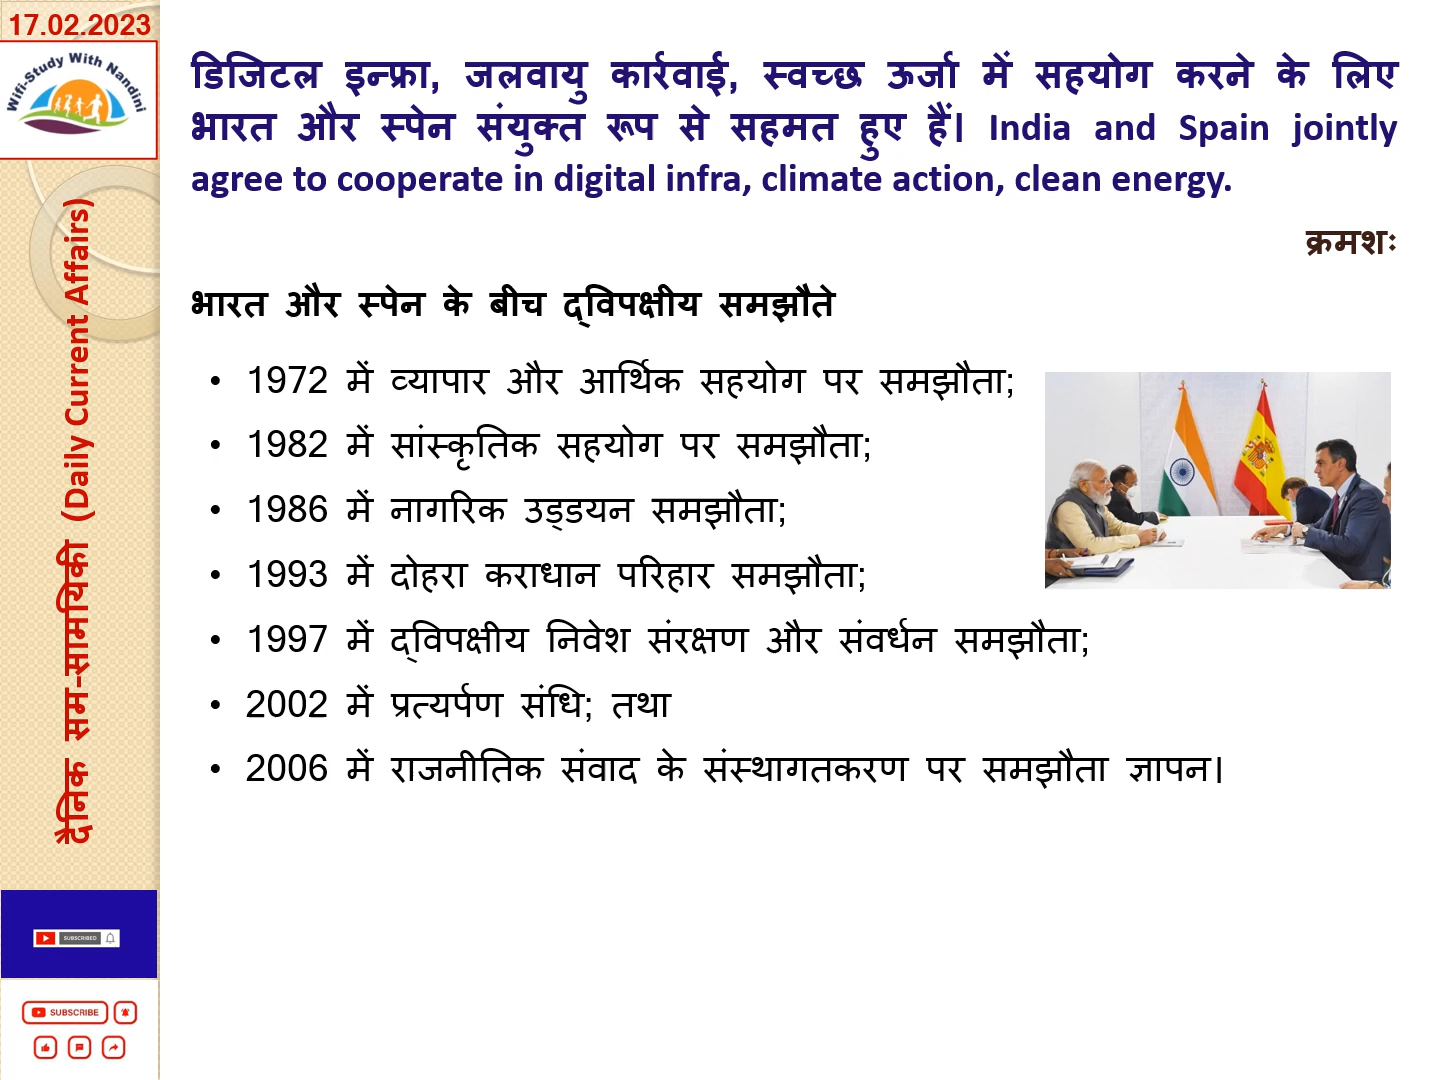 17.02.2023
Wifi-Study With Nandini
दैनिक सम-सामयिकी (Daily Current Affairs)
डिजिटल इन्फ्रा, जलवायु कार्रवाई, स्वच्छ ऊर्जा में सहयोग करने के लिए
भारत और स्पेन संयुक्त रूप से सहमत हुए हैं। India and Spain jointly
agree to cooperate in digital infra, climate action, clean energy.
क्रमशः
भारत और स्पेन के बीच द्विपक्षीय समझौते
• 1972 में व्यापार और आर्थिक सहयोग पर समझौता;
• 1982 में सांस्कृतिक सहयोग पर समझौता;
• 1986 में नागरिक उड्डयन समझौता;
• 1993 में दोहरा कराधान परिहार समझौता;
• 1997 में द्विपक्षीय निवेश संरक्षण और संवर्धन समझौता;
• 2002 में प्रत्यर्पण संधि; तथा
• 2006 में राजनीतिक संवाद के संस्थागतकरण पर समझौता ज्ञापन।
SUBSCRIBED
SUBSCRIBE